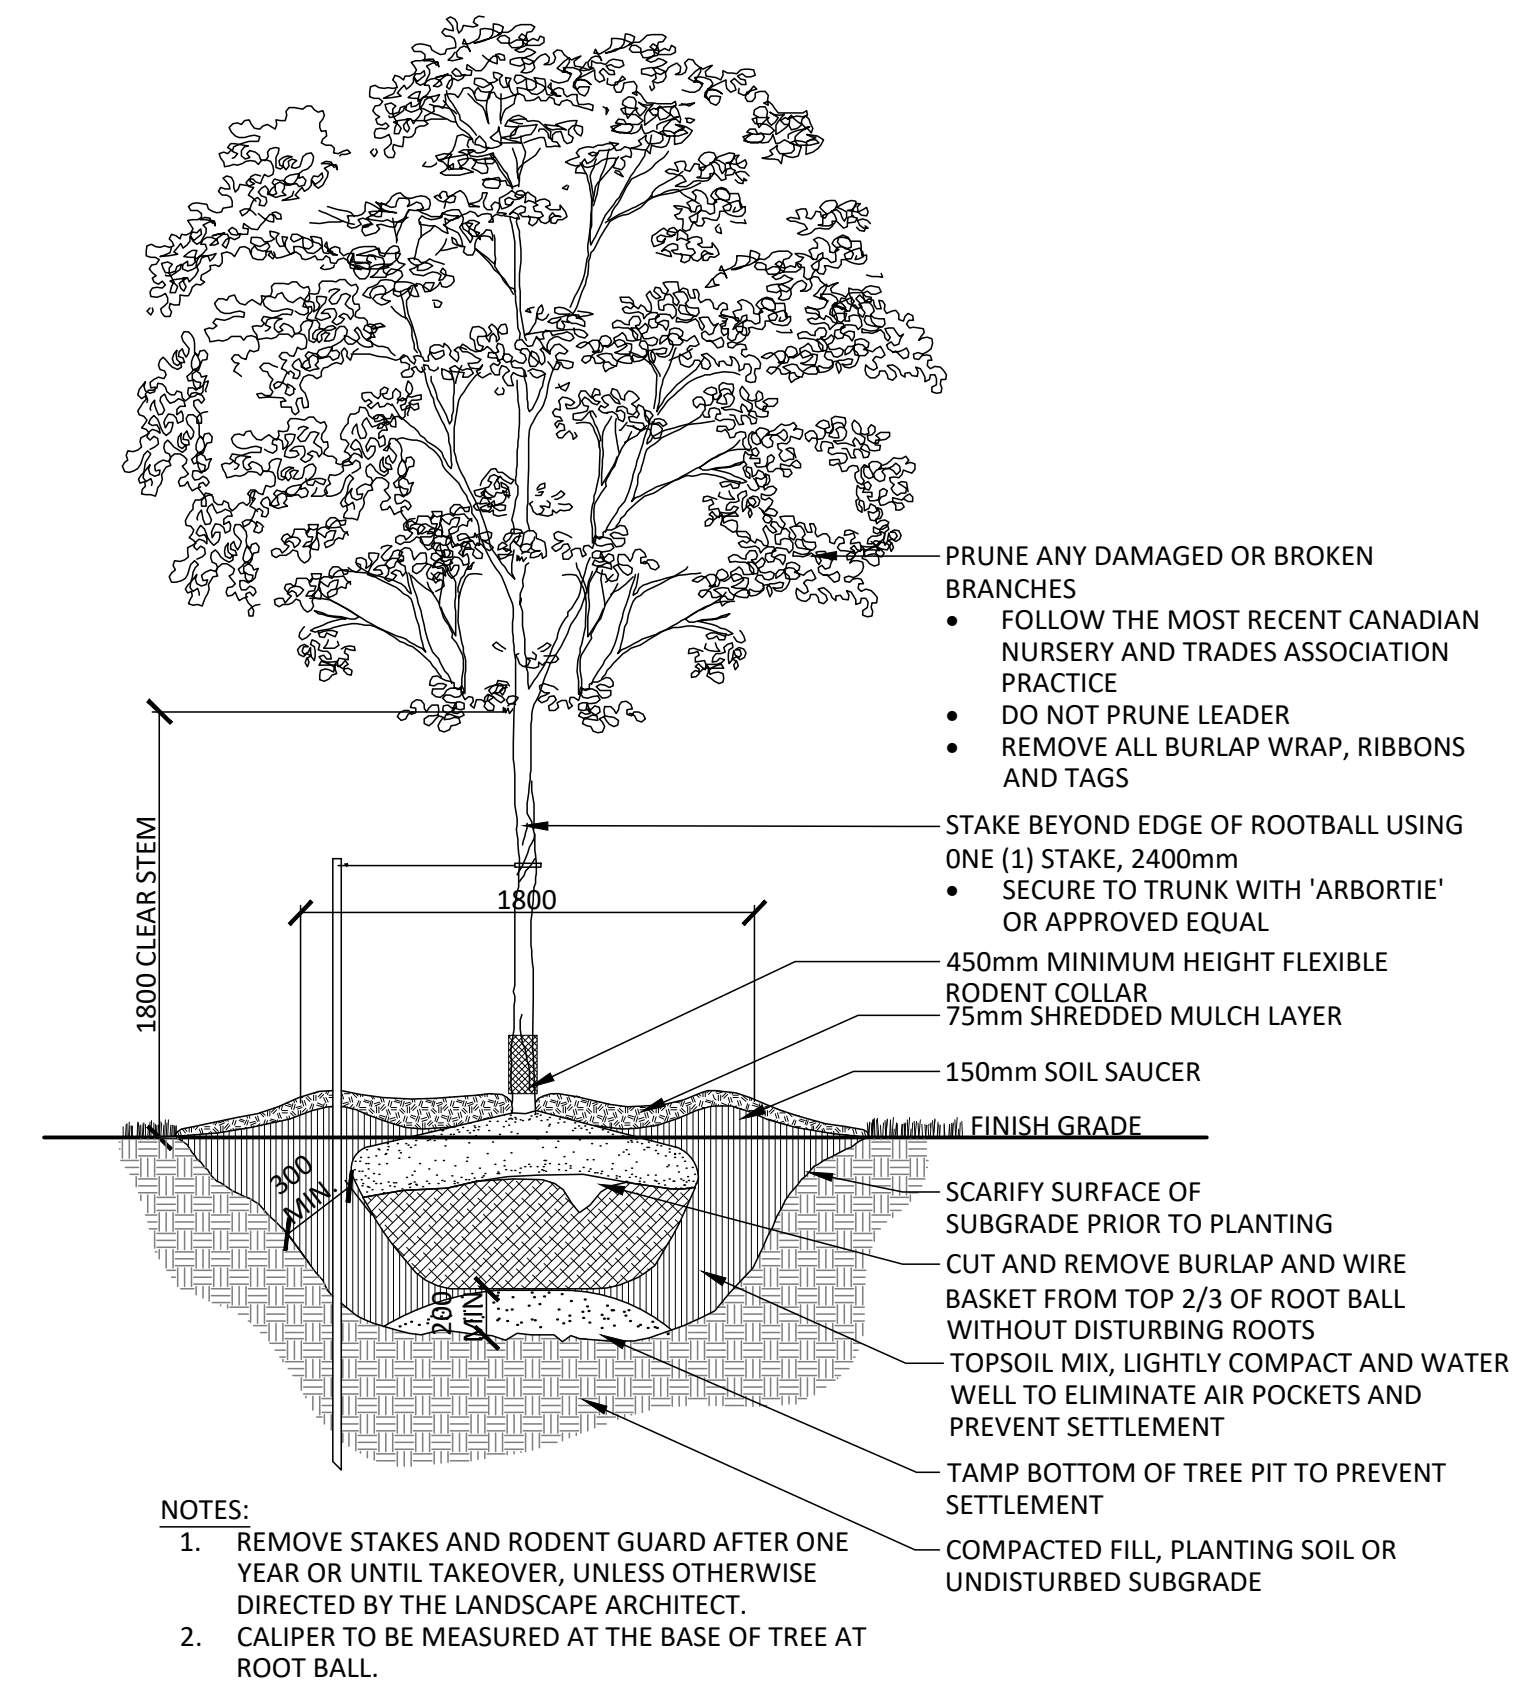 PRUNE ANY DAMAGED OR BROKEN
BRANCHES
• FOLLOW THE MOST RECENT CANADIAN
NURSERY AND TRADES ASSOCIATION
PRACTICE
• DO NOT PRUNE LEADER
• REMOVE ALL BURLAP WRAP, RIBBONS
AND TAGS
STAKE BEYOND EDGE OF ROOTBALL USING
0NE (1) STAKE, 2400mm
• SECURE TO TRUNK WITH 'ARBORTIE'
OR APPROVED EQUAL
1800 CLEAR STEM
1800
450mm MINIMUM HEIGHT FLEXIBLE
RODENT COLLAR
75mm SHREDDED MULCH LAYER
150mm SOIL SAUCER
FINISH GRADE
300
MIN.
SCARIFY SURFACE OF
SUBGRADE PRIOR TO PLANTING
CUT AND REMOVE BURLAP AND WIRE
BASKET FROM TOP 2/3 OF ROOT BALL
WITHOUT DISTURBING ROOTS
200
MIN.
TOPSOIL MIX, LIGHTLY COMPACT AND WATER
WELL TO ELIMINATE AIR POCKETS AND
PREVENT SETTLEMENT
TAMP BOTTOM OF TREE PIT TO PREVENT
SETTLEMENT
COMPACTED FILL, PLANTING SOIL OR
UNDISTURBED SUBGRADE
NOTES:
1. REMOVE STAKES AND RODENT GUARD AFTER ONE
YEAR OR UNTIL TAKEOVER, UNLESS OTHERWISE
DIRECTED BY THE LANDSCAPE ARCHITECT.
2. CALIPER TO BE MEASURED AT THE BASE OF TREE AT
ROOT BALL.